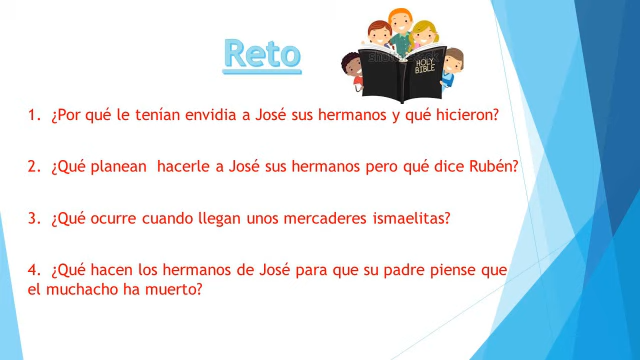 Reto
HOLY
BIBLE
1. ¿Por qué le tenían envidia a José sus hermanos y qué hicieron?
2. ¿Qué planean hacerle a José sus hermanos pero qué dice Rubén?
3. ¿Qué ocurre cuando llegan unos mercaderes ismaelitas?
4. ¿Qué hacen los hermanos de José para que su padre piense que
el muchacho ha muerto?